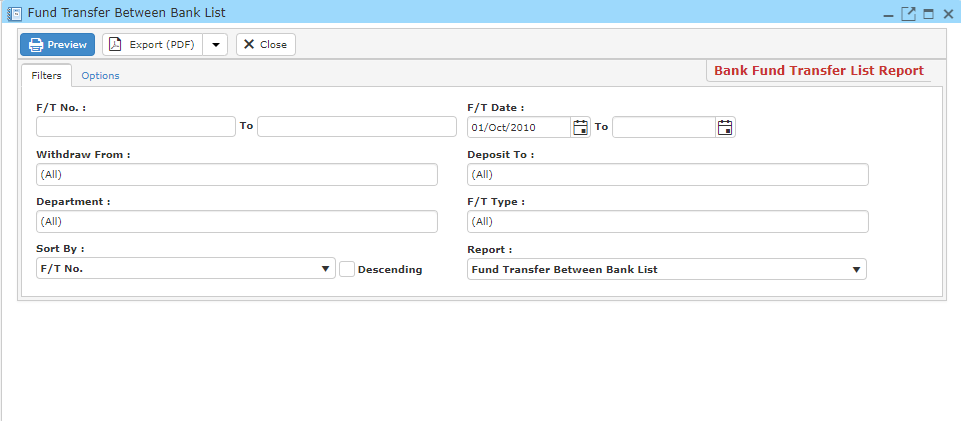 Fund Transfer Between Bank List
Preview Export (PDF) Close
Filters Options Bank Fund Transfer List Report
F/T No. : F/T Date :
To 01/Oct/2010 To
Withdraw From : Deposit To :
(All) (All)
Department : F/T Type :
(All) (All)
Sort By : Report :
F/T No. Descending Fund Transfer Between Bank List